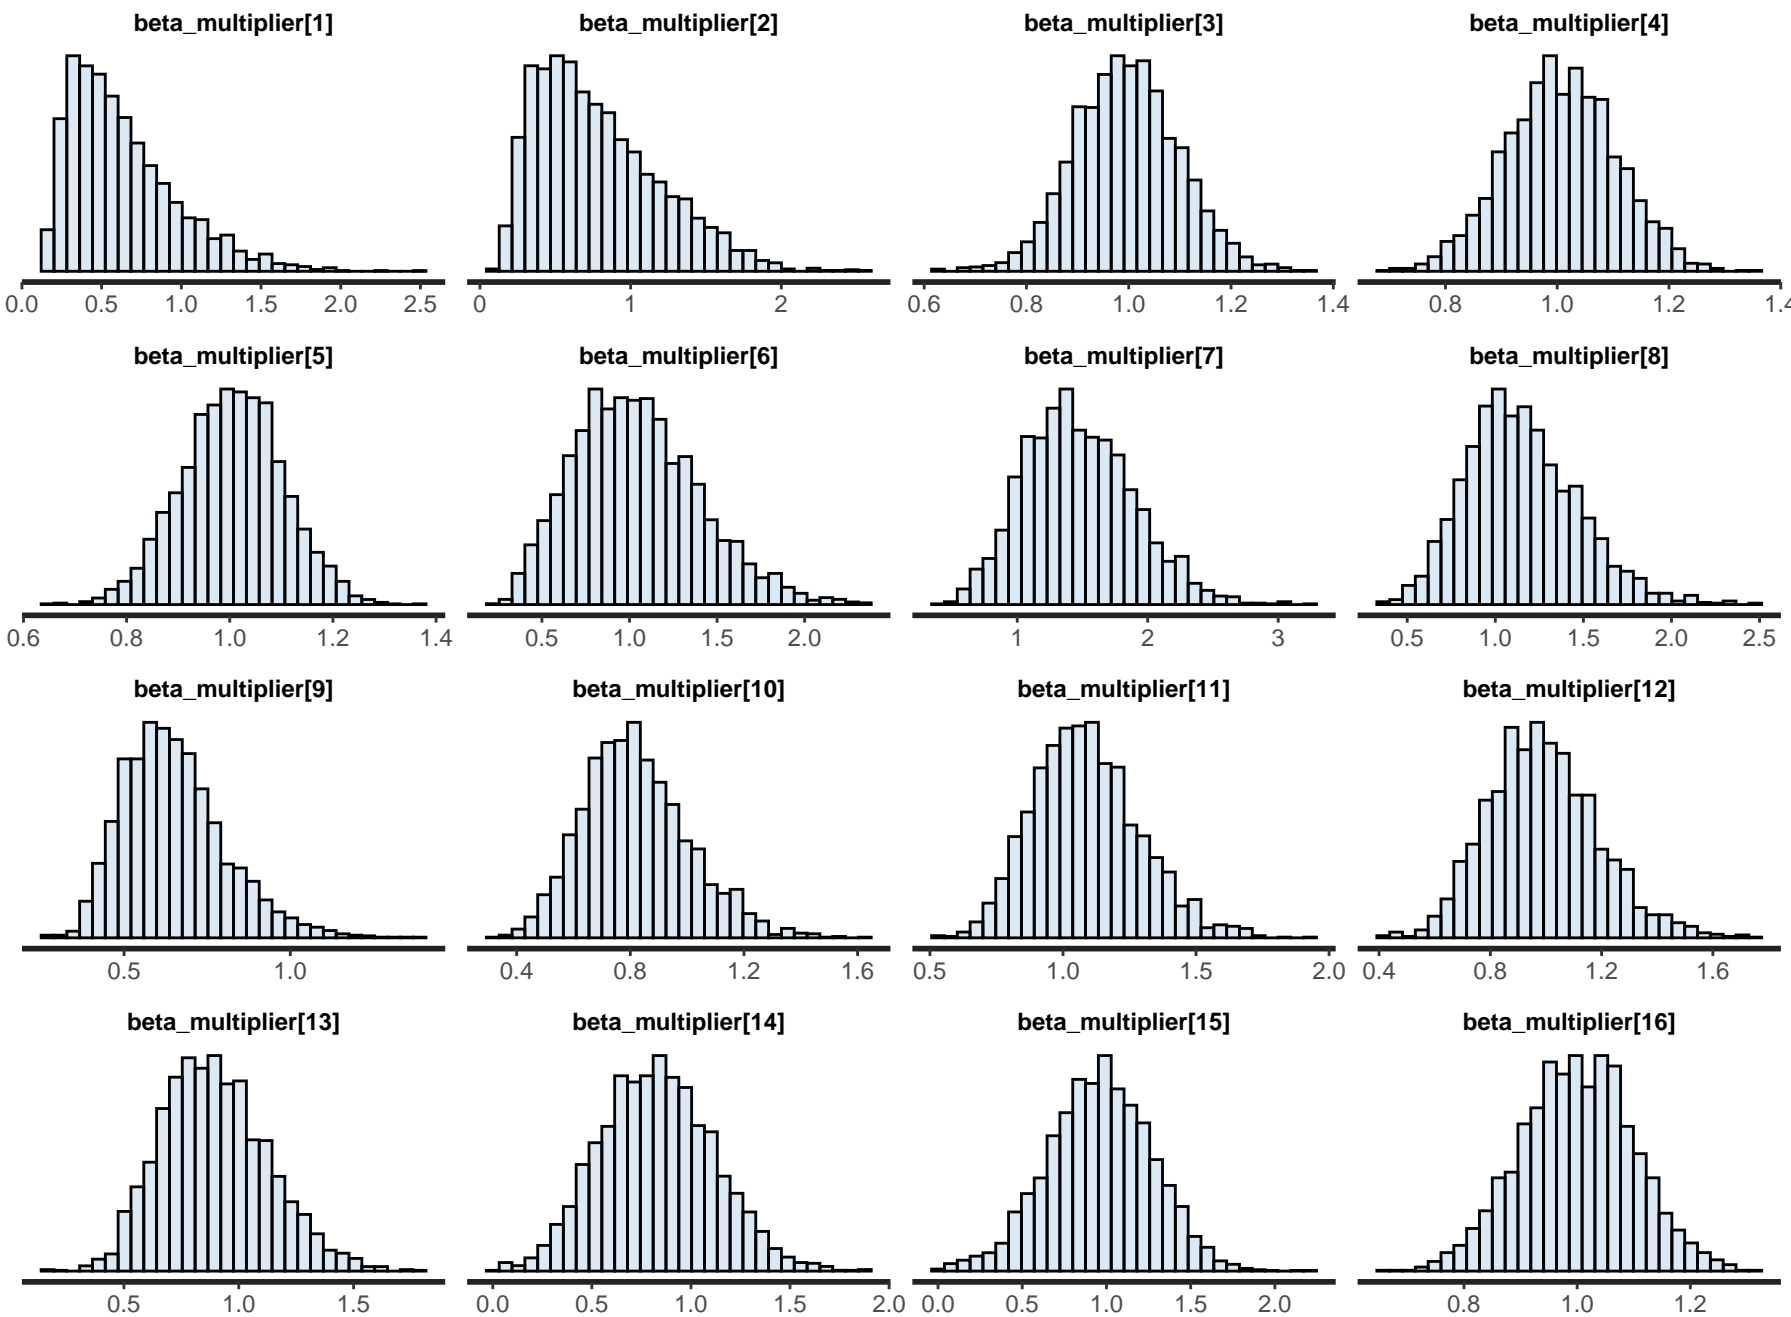 beta_multiplier[1] beta_multiplier[2] beta_multiplier[3] beta_multiplier[4]
0.0 0.5 1.0 1.5 2.0 2.5 0 1 2 0.6 0.8 1.0 1.2 1.4 0.8 1.0 1.2 1.4
beta_multiplier[5] beta_multiplier[6] beta_multiplier[7] beta_multiplier[8]
0.6 0.8 1.0 1.2 1.4 0.5 1.0 1.5 2.0 1 2 3 0.5 1.0 1.5 2.0 2.5
beta_multiplier[9] beta_multiplier[10] beta_multiplier[11] beta_multiplier[12]
0.5 1.0 0.4 0.8 1.2 1.6 0.5 1.0 1.5 2.0 0.4 0.8 1.2 1.6
beta_multiplier[13] beta_multiplier[14] beta_multiplier[15] beta_multiplier[16]
0.5 1.0 1.5 0.0 0.5 1.0 1.5 2.0 0.0 0.5 1.0 1.5 2.0 0.8 1.0 1.2